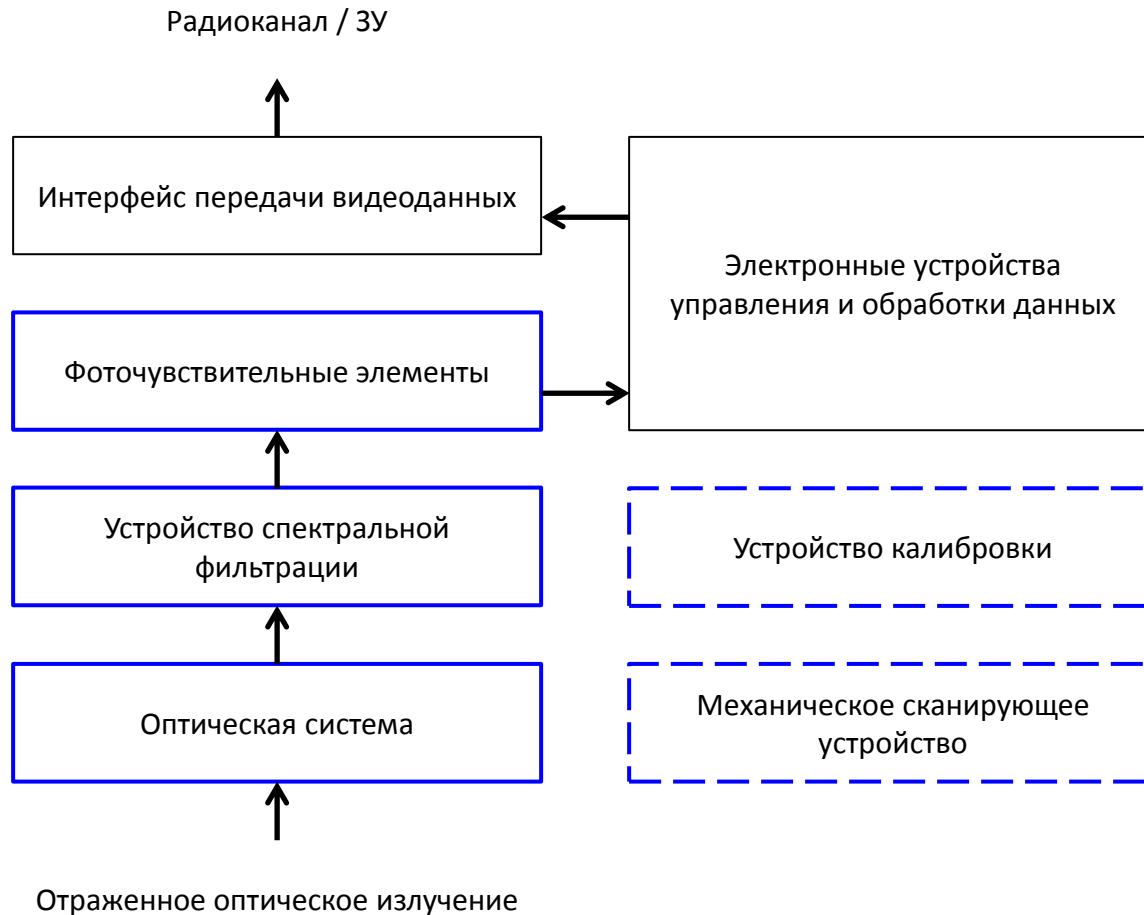 Радиоканал / ЗУ
Интерфейс передачи видеоданных
Электронные устройства
управления и обработки данных
Фоточувствительные элементы
Устройство спектральной
фильтрации
Устройство калибровки
Оптическая система
Механическое сканирующее
устройство
Отраженное оптическое излучение